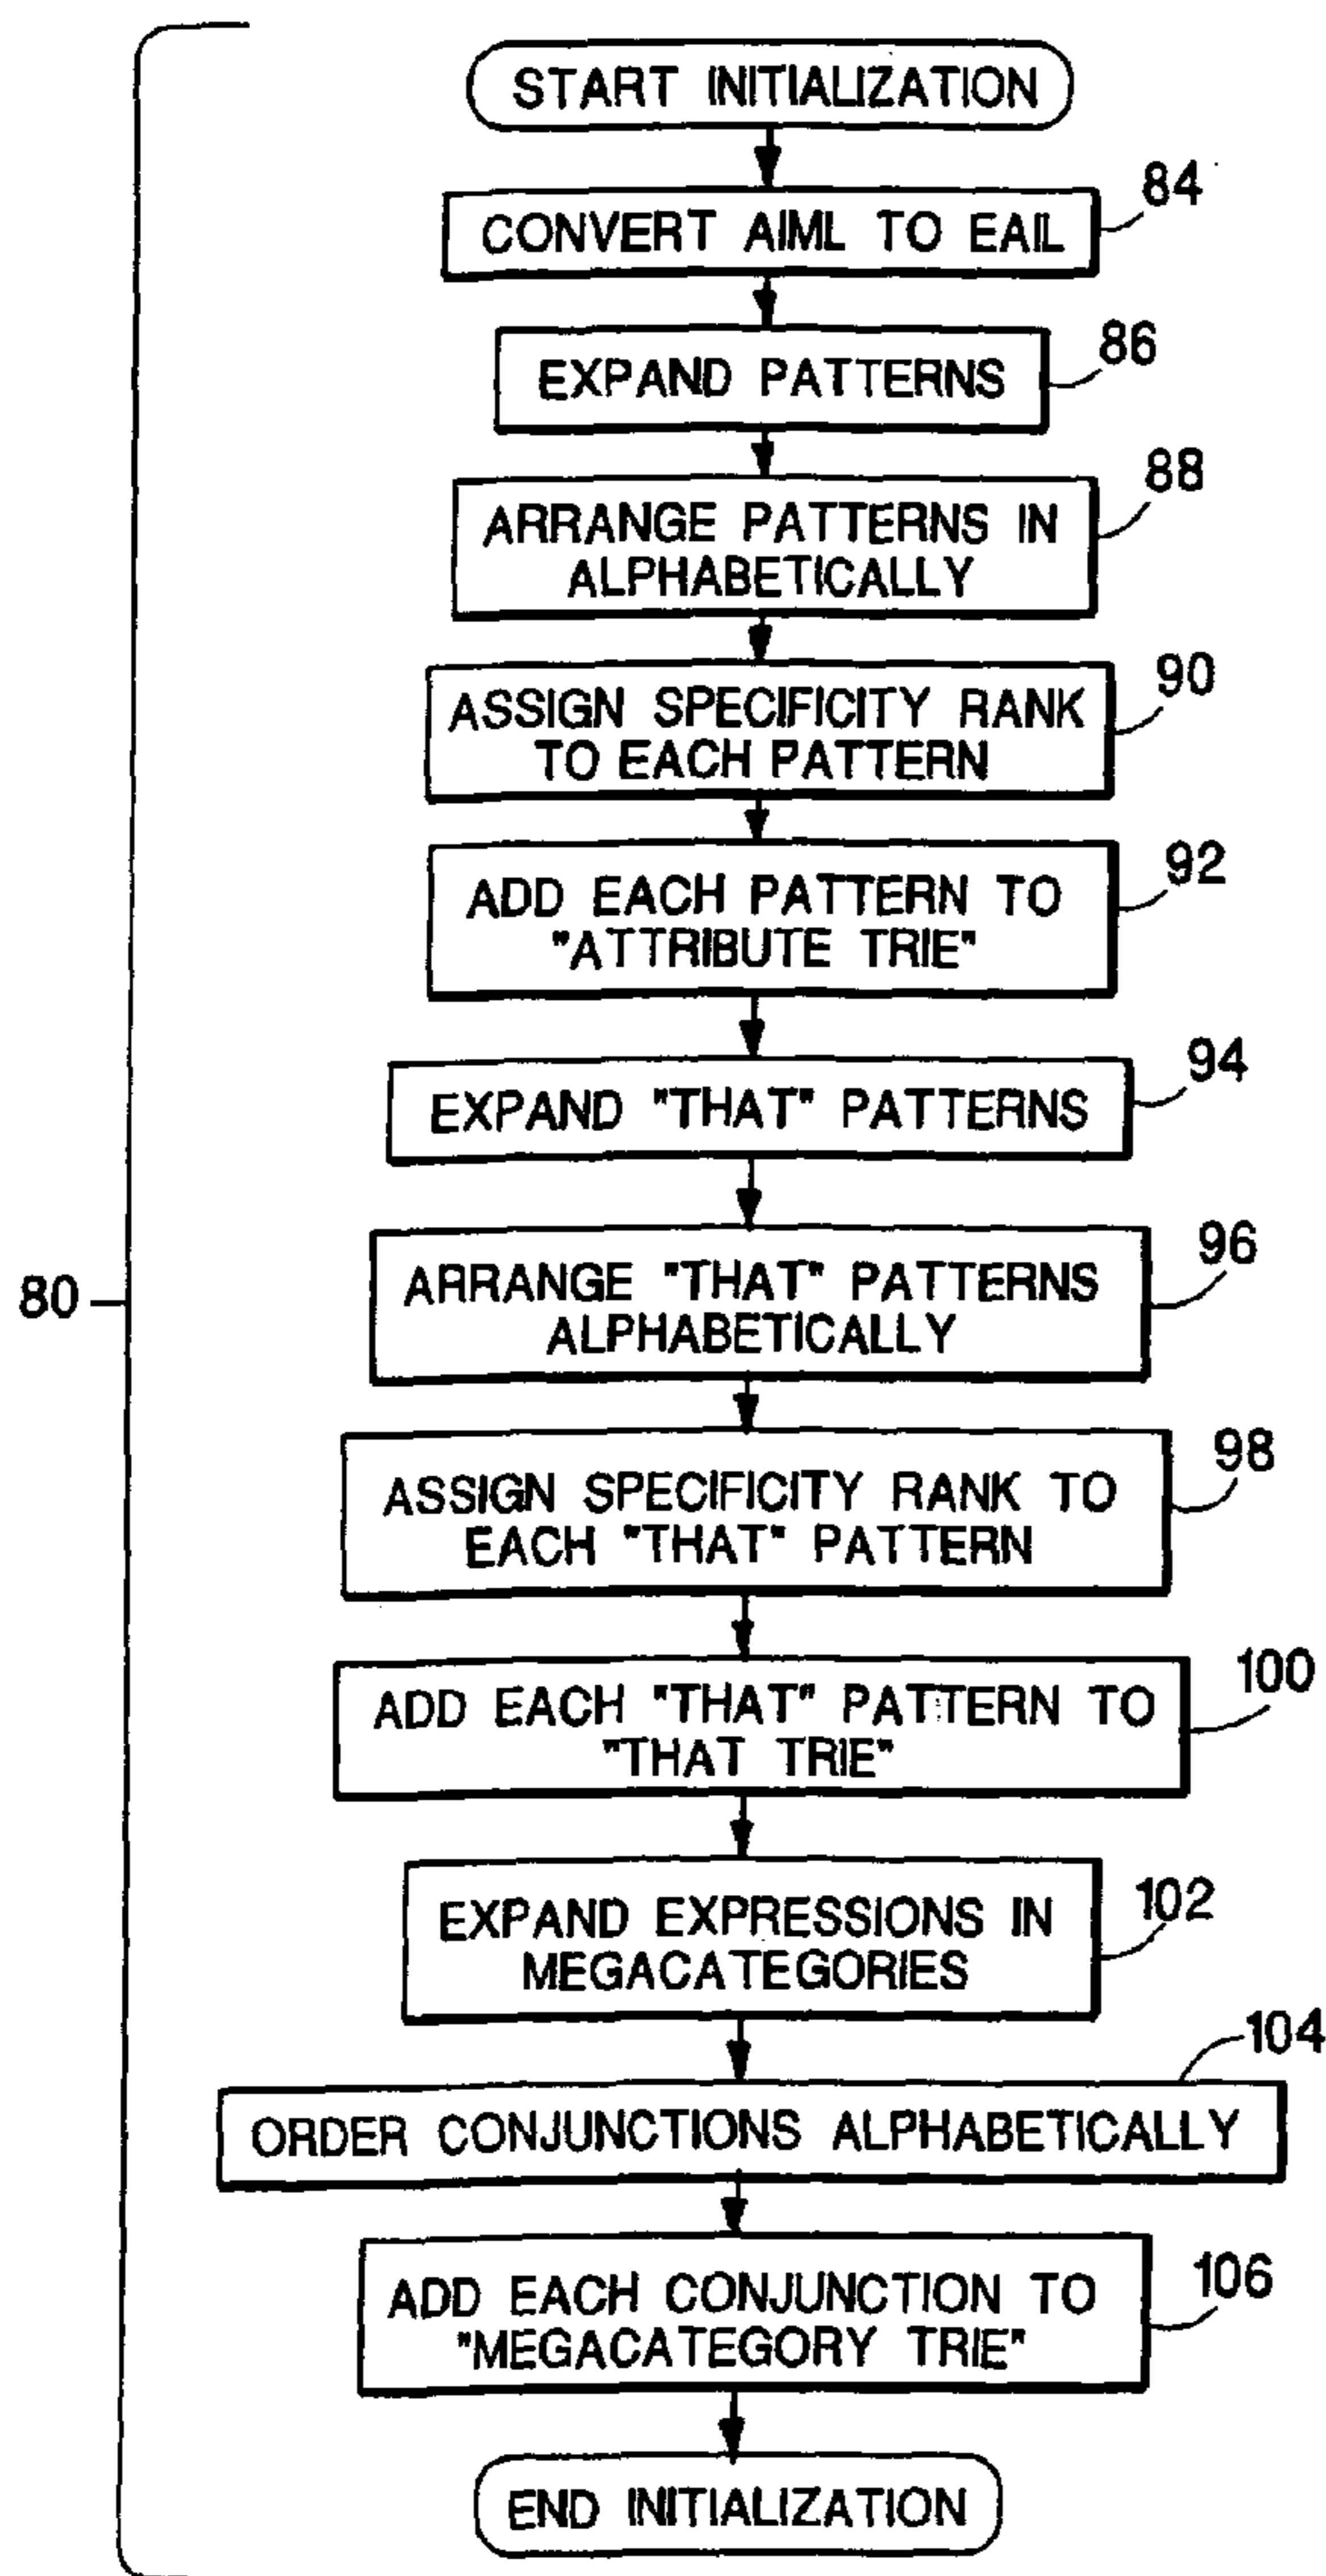 START INITIALIZATION
84
CONVERT AIML TO EAIL
86
EXPAND PATTERNS
88
ARRANGE PATTERNS IN
ALPHABETICALLY
90
ASSIGN SPECIFICITY RANK
TO EACH PATTERN
92
ADD EACH PATTERN TO
"ATTRIBUTE TRIE"
94
EXPAND "THAT" PATTERNS
96
ARRANGE "THAT" PATTERNS
ALPHABETICALLY
80
98
ASSIGN SPECIFICITY RANK TO
EACH "THAT" PATTERN
100
ADD EACH "THAT" PATTERN TO
"THAT TRIE"
102
EXPAND EXPRESSIONS IN
MEGACATEGORIES
104
ORDER CONJUNCTIONS ALPHABETICALLY
106
ADD EACH CONJUNCTION TO
"MEGACATEGORY TRIE"
END INITIALIZATION